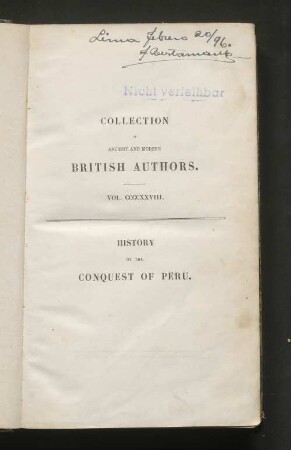 Lima febrero 20/96.
Nicht verleihbar
COLLECTION
OF
ANCIENT AND MODERN
BRITISH AUTHORS.
VOL. CCCCXXVIII.
HISTORY
OF THE
CONQUEST OF PERU.